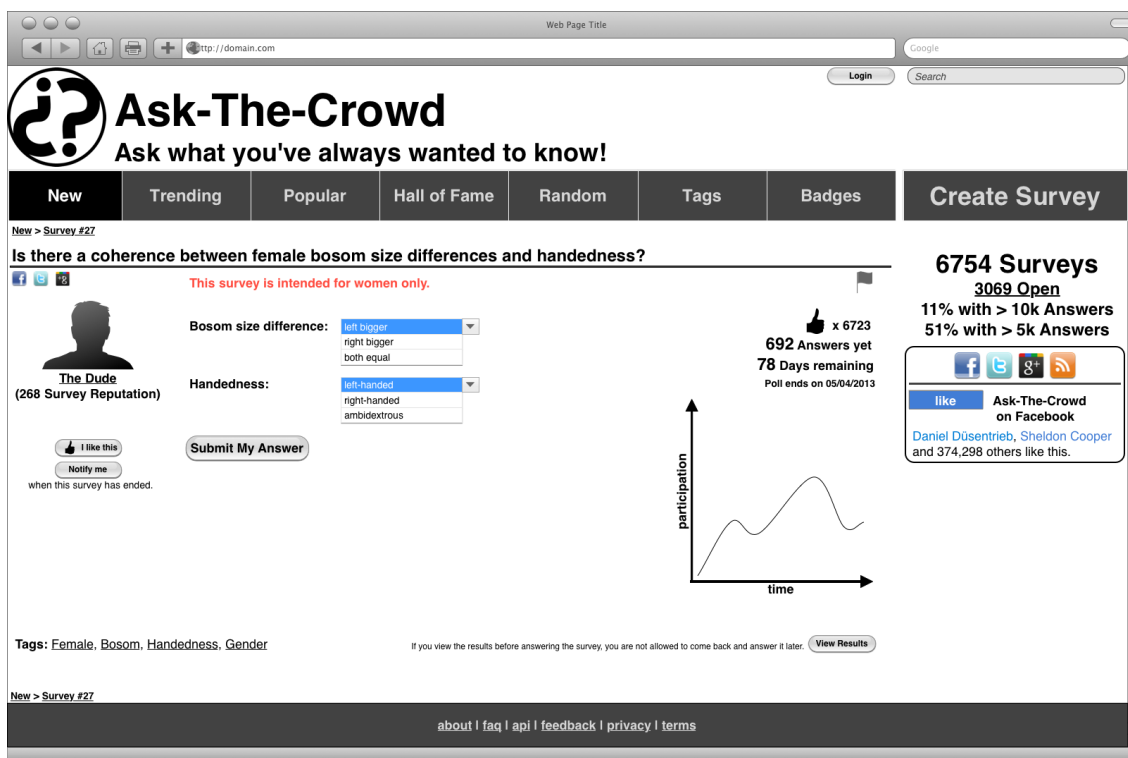 Web Page Title
ttp://domain.com
Google
Login
Search
Ask-The-Crowd
Ask what you've always wanted to know!
New
Trending
Popular
Hall of Fame
Random
Tags
Badges
Create Survey
New > Survey #27
Is there a coherence between female bosom size differences and handedness?
This survey is intended for women only.
Bosom size difference:
left bigger
right bigger
both equal
Handedness:
left-handed
right-handed
ambidextrous
Submit My Answer
The Dude
(268 Survey Reputation)
I like this
Notify me
when this survey has ended.
x 6723
692 Answers yet
78 Days remaining
Poll ends on 05/04/2013
participation
time
6754 Surveys
3069 Open
11% with > 10k Answers
51% with > 5k Answers
like
Ask-The-Crowd
on Facebook
Daniel Düsentrieb, Sheldon Cooper
and 374,298 others like this.
Tags: Female, Bosom, Handedness, Gender
If you view the results before answering the survey, you are not allowed to come back and answer it later.
View Results
New > Survey #27
about | faq | api | feedback | privacy | terms